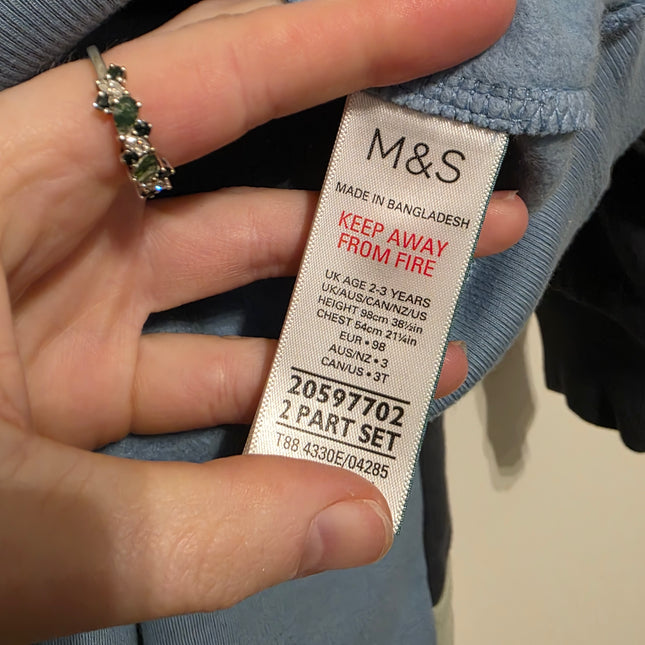 M&S
MADE IN BANGLADESH
KEEP AWAY
FROM FIRE
UK AGE 2-3 YEARS
UK/AUS/CAN/NZ/US
HEIGHT 98cm 38½in
CHEST 54cm 21¼in
EUR•98
AUS/NZ•3
CAN/US•3T
20597702
2 PART SET
T88 4330E/04285